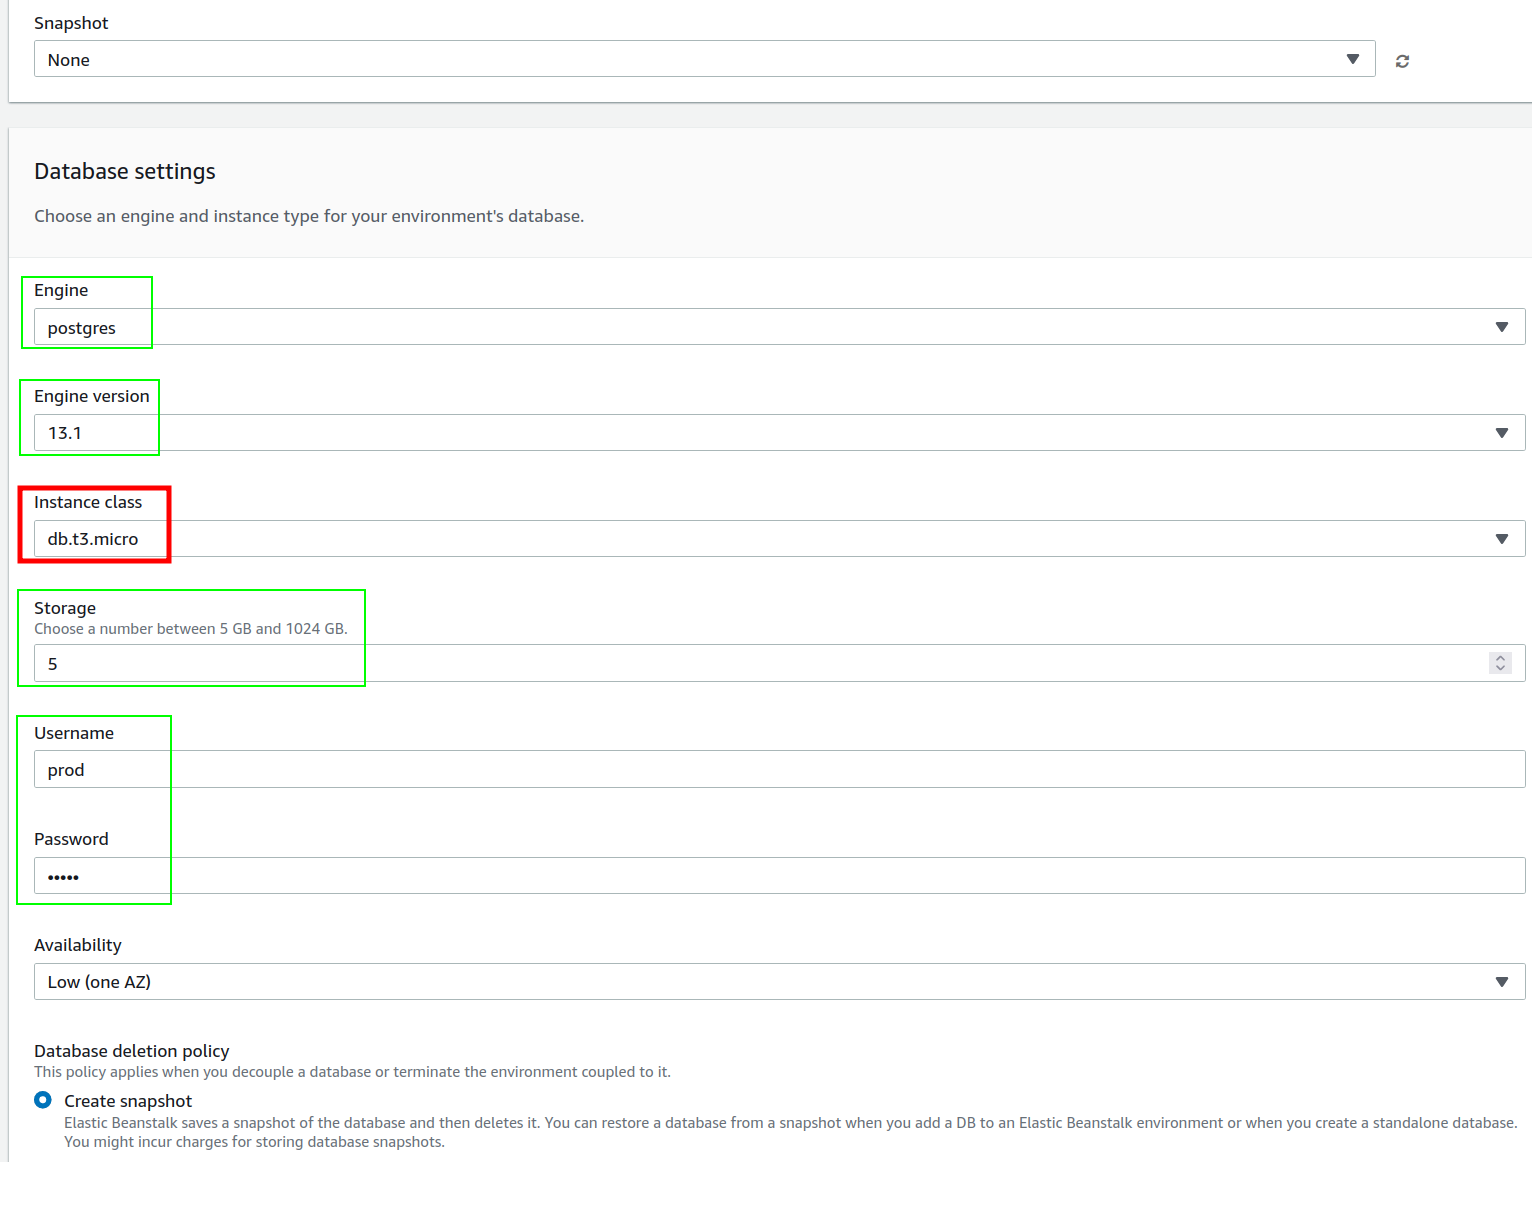 Snapshot
None
Database settings
Choose an engine and instance type for your environment's database.
Engine
postgres
Engine version
13.1
Instance class
db.t3.micro
Storage
Choose a number between 5 GB and 1024 GB.
5
Username
prod
Password
•••••
Availability
Low (one AZ)
Database deletion policy
This policy applies when you decouple a database or terminate the environment coupled to it.
Create snapshot
Elastic Beanstalk saves a snapshot of the database and then deletes it. You can restore a database from a snapshot when you add a DB to an Elastic Beanstalk environment or when you create a standalone database.
You might incur charges for storing database snapshots.